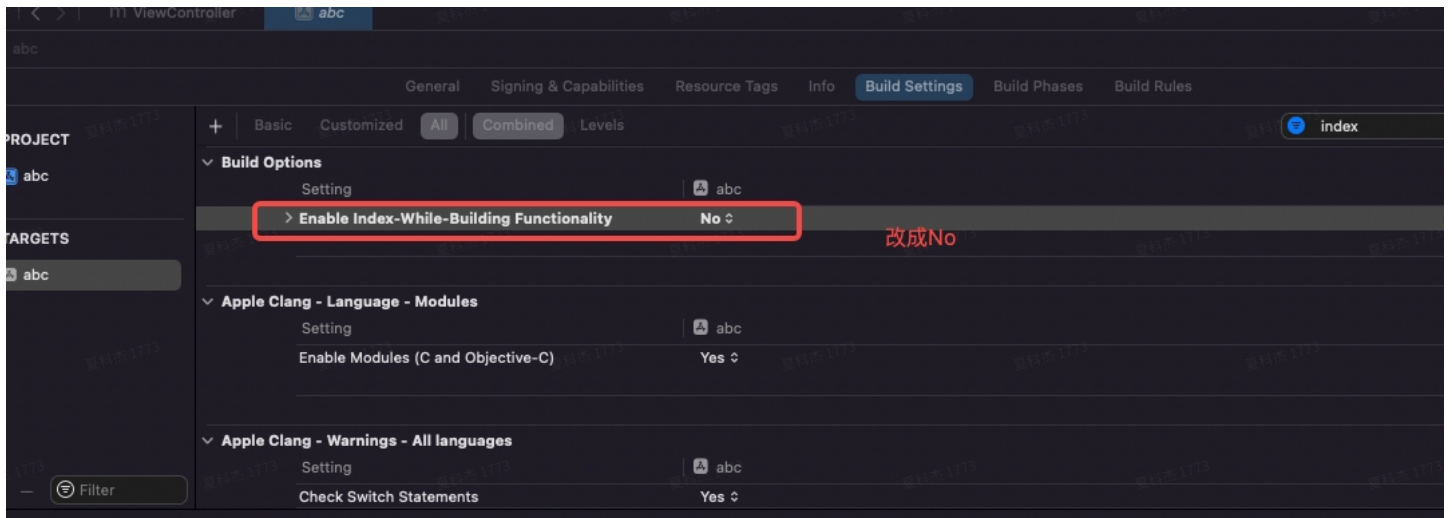 m ViewController
abc
abc
General Signing & Capabilities Resource Tags Info Build Settings Build Phases Build Rules
PROJECT
abc
TARGETS
abc
Filter
+ Basic Customized All Combined Levels
index
Build Options
Setting abc
Enable Index-While-Building Functionality No
改成No
Apple Clang - Language - Modules
Setting abc
Enable Modules (C and Objective-C) Yes
Apple Clang - Warnings - All languages
Setting abc
Check Switch Statements Yes